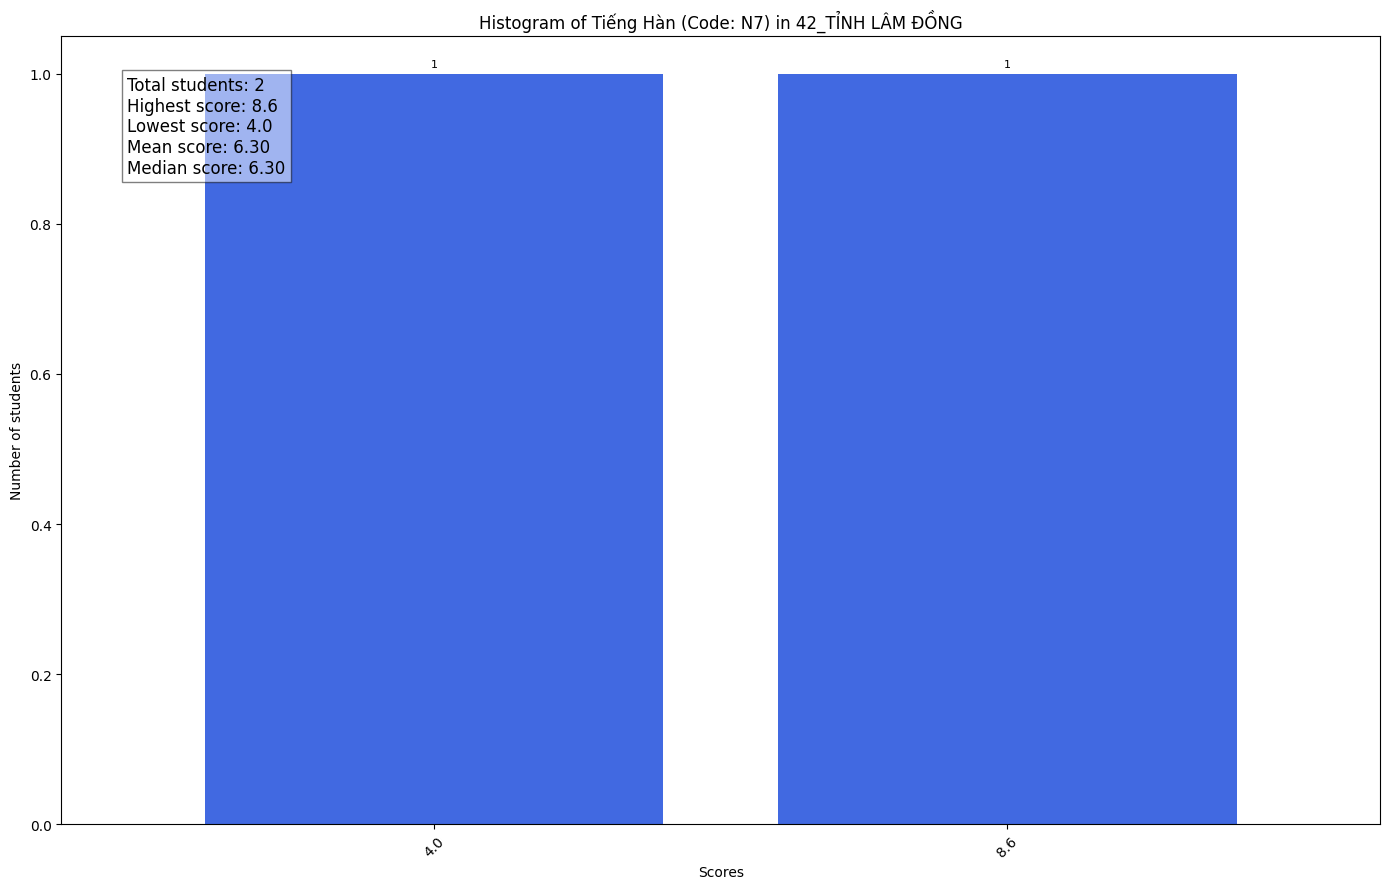 Histogram of Tiếng Hàn (Code: N7) in 42_TỈNH LÂM ĐỒNG
1
1
Total students: 2
Highest score: 8.6
Lowest score: 4.0
Mean score: 6.30
Median score: 6.30
1.0
0.8
0.6
0.4
0.2
0.0
Number of students
4.0
8.6
Scores